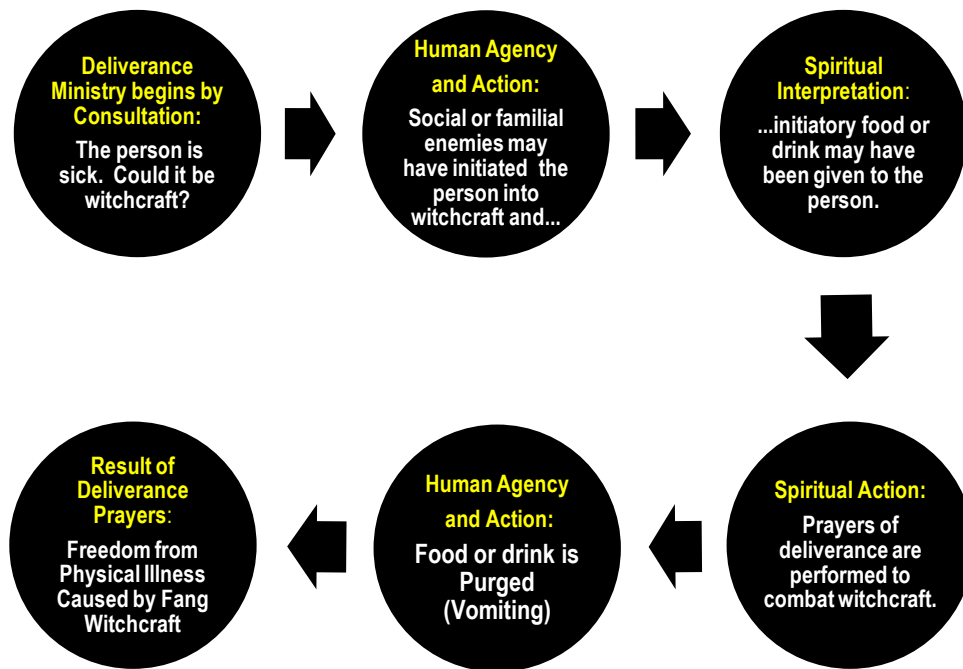 Deliverance
Ministry begins by
Consultation:
The person is
sick. Could it be
witchcraft?
Human Agency
and Action:
Social or familial
enemies may
have initiated the
person into
witchcraft and...
Spiritual
Interpretation:
...initiatory food or
drink may have
been given to the
person.
Spiritual Action:
Prayers of
deliverance are
performed to
combat witchcraft.
Human Agency
and Action:
Food or drink is
Purged
(Vomiting)
Result of
Deliverance
Prayers:
Freedom from
Physical Illness
Caused by Fang
Witchcraft